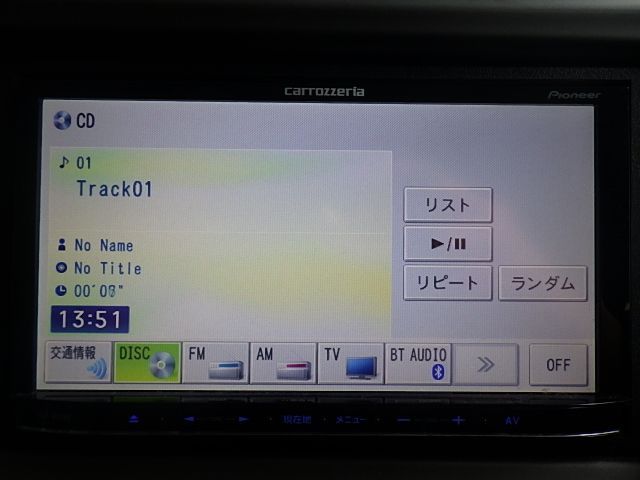 carrozzeria
Pioneer
CD
♪ 01
Track01
No Name
No Title
13:51
リスト
▶/II
リピート
ランダム
交通情報
DISC
FM
AM
TV
BT AUDIO
OFF
現在地
メニュー
AV